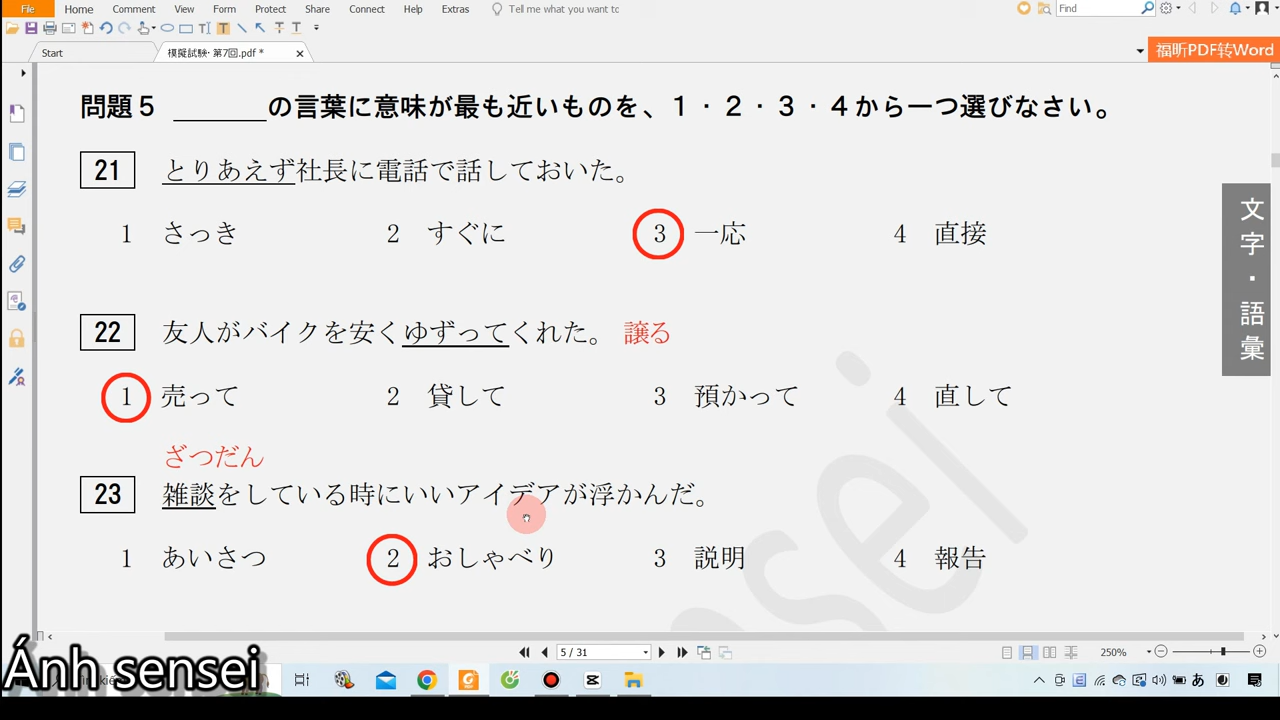 File Home Comment View Form Protect Share Connect Help Extras Tell me what you want to Find
Start 模擬試験- 第7回.pdf * 福昕PDF转Word
問題５ ______の言葉に意味が最も近いものを、１・２・３・４から一つ選びなさい。
21 とりあえず社長に電話で話しておいた。
1 さっき 2 すぐに 3 一応 4 直接
22 友人がバイクを安くゆずってくれた。 譲る
1 売って 2 貸して 3 預かって 4 直して
ざつだん
23 雑談をしている時にいいアイデアが浮かんだ。
1 あいさつ 2 おしゃべり 3 説明 4 報告
文字・語彙
5 / 31 250%
Ánh sensei